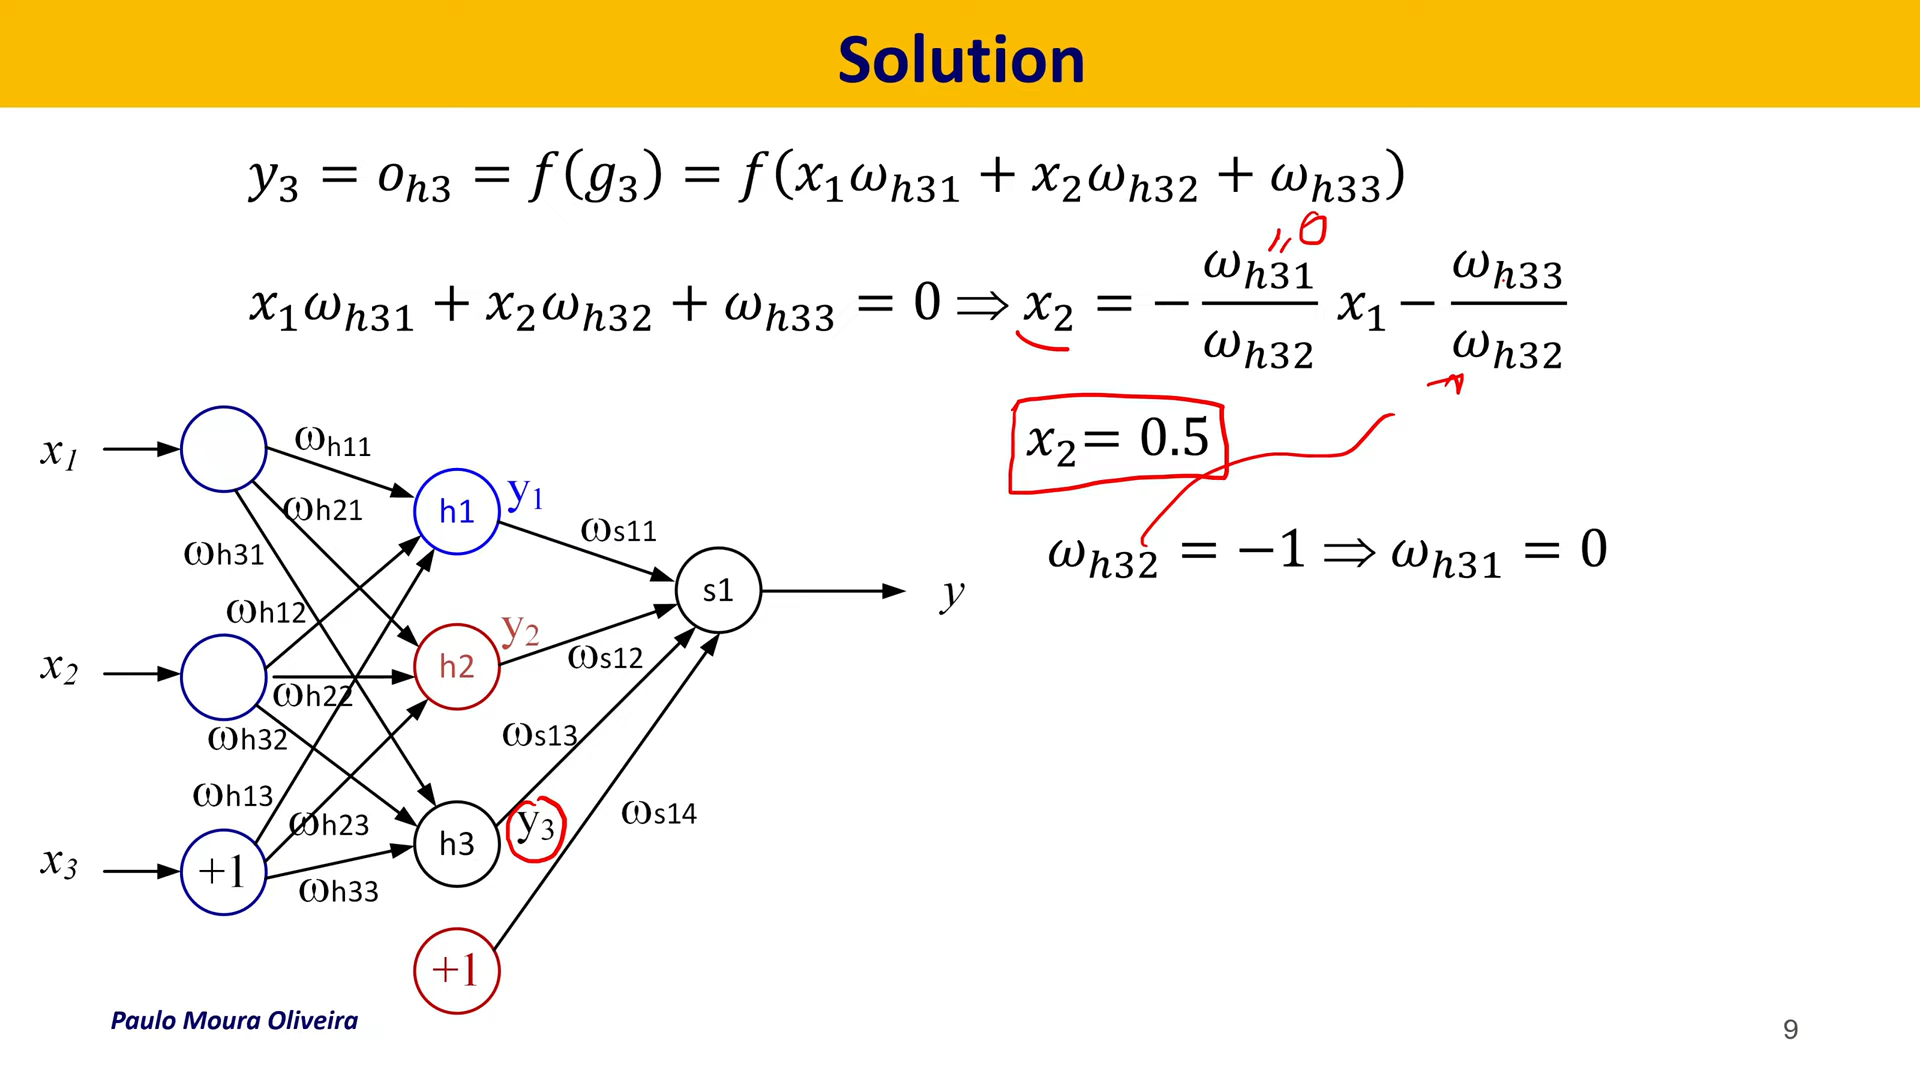 Solution
y₃ = oₕ₃ = f(g₃) = f(x₁ωₕ₃₁ + x₂ωₕ₃₂ + ωₕ₃₃)
x₁ωₕ₃₁ + x₂ωₕ₃₂ + ωₕ₃₃ = 0 ⇒ x₂ = − ωₕ₃₁/ωₕ₃₂ x₁ − ωₕ₃₃/ωₕ₃₂
0
x₂ = 0.5
ωₕ₃₂ = −1 ⇒ ωₕ₃₁ = 0
x₁
ωh11
h1
y₁
ωh21
ωs11
ωh31
s1
y
ωh12
x₂
h2
y₂
ωs12
ωh22
ωh32
ωs13
ωh13
ωh23
ωs14
x₃
+1
h3
y₃
ωh33
+1
Paulo Moura Oliveira
9